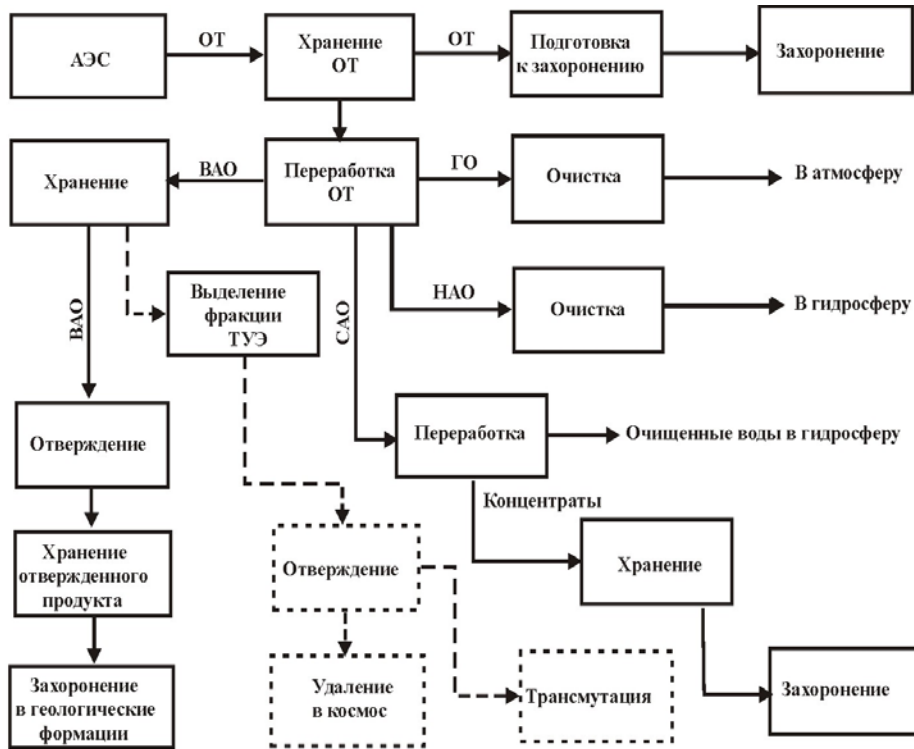 АЭС
ОТ
Хранение
ОТ
ОТ
Подготовка
к захоронению
Захоронение
Хранение
ВАО
Переработка
ОТ
ГО
Очистка
В атмосферу
ВАО
Выделение
фракции
ТУЭ
САО
НАО
Очистка
В гидросферу
Отверждение
Переработка
Очищенные воды в гидросферу
Концентраты
Хранение
отвержденного
продукта
Отверждение
Хранение
Захоронение
в геологические
формации
Удаление
в космос
Трансмутация
Захоронение